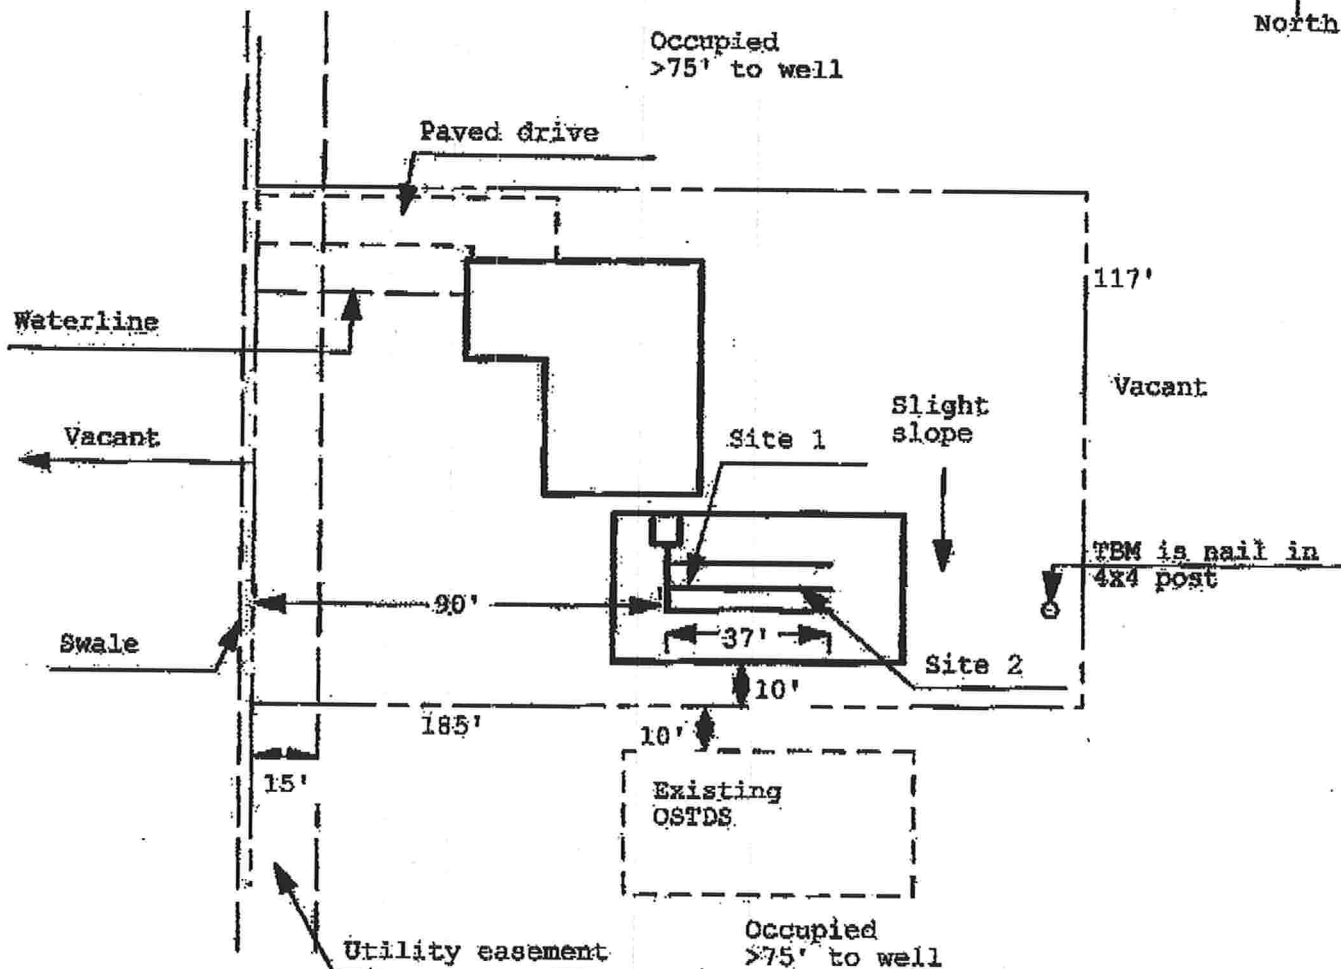 North
Occupied
>75' to well
Paved drive
117'
Waterline
Vacant
Slight
slope
Vacant
Site 1
TBM is nail in
4x4 post
90'
37'
Swale
Site 2
10'
185'
10'
15'
Existing
OSTDS
Occupied
>75' to well
Utility easement